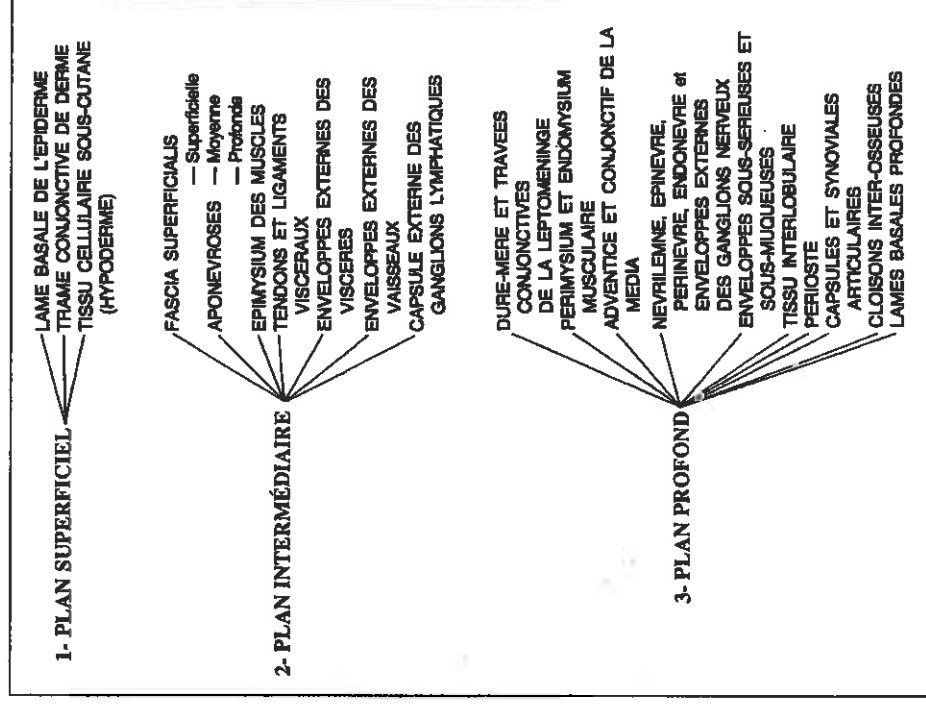 1- PLAN SUPERFICIEL
LAME BASALE DE L'EPIDERME
TRAME CONJONCTIVE DE DERME
TISSU CELLULAIRE SOUS-CUTANE
(HYPODERME)
2- PLAN INTERMÉDIAIRE
FASCIA SUPERFICIALIS
— Superficielle
APONEVROSES — Moyenne
— Profonde
EPIMYSIUM DES MUSCLES
TENDONS ET LIGAMENTS
VISCERAUX
ENVELOPPES EXTERNES DES
VISCERES
ENVELOPPES EXTERNES DES
VAISSEAUX
CAPSULE EXTERNE DES
GANGLIONS LYMPHATIQUES
3- PLAN PROFOND
DURE-MERE ET TRAVEES
CONJONCTIVES
DE LA LEPTOMENINGE
PERIMYSIUM ET ENDOMYSIUM
MUSCULAIRE
ADVENTICE ET CONJONCTIF DE LA
MEDIA
NEVRILEMNE, EPINEVRE,
PERINEVRE, ENDONEVRE et
ENVELOPPES EXTERNES
DES GANGLIONS NERVEUX
ENVELOPPES SOUS-SEREUSES ET
SOUS-MUQUEUSES
TISSU INTERLOBULAIRE
PERIOSTE
CAPSULES ET SYNOVIALES
ARTICULAIRES
CLOISONS INTER-OSSEUSES
LAMES BASALES PROFONDES